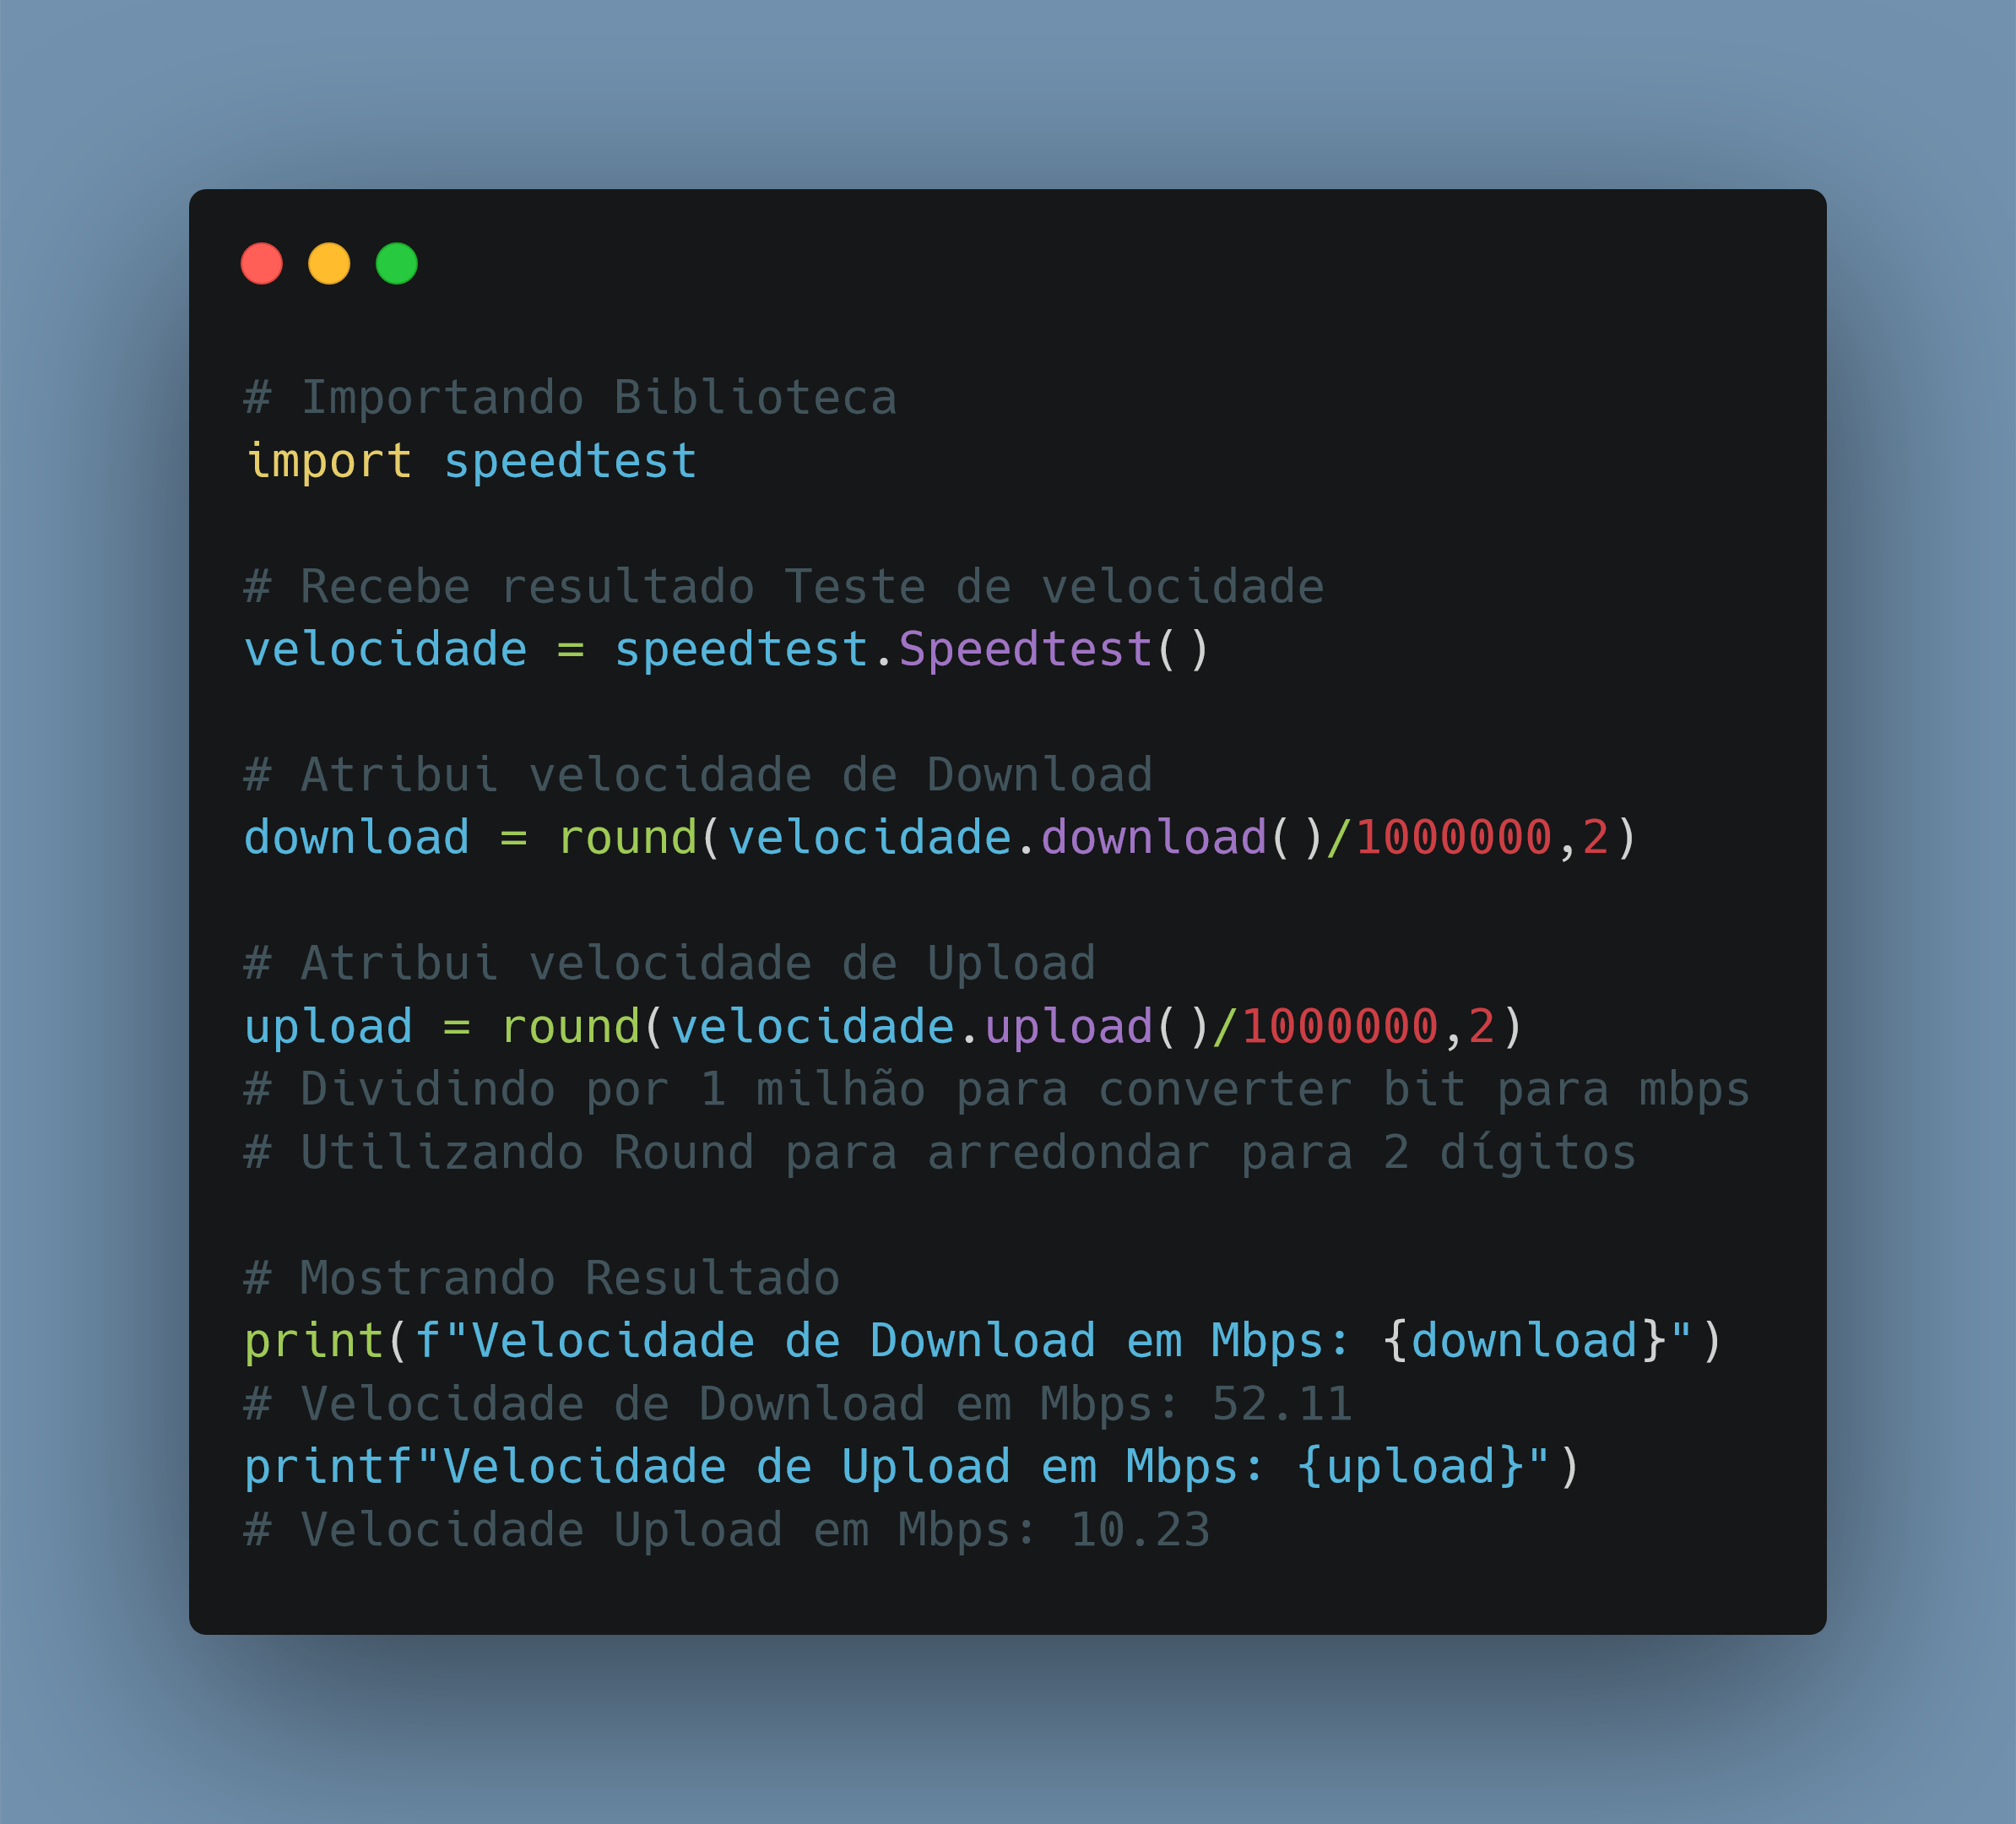 # Importando Biblioteca
import speedtest
# Recebe resultado Teste de velocidade
velocidade = speedtest.Speedtest()
# Atribui velocidade de Download
download = round(velocidade.download()/1000000,2)
# Atribui velocidade de Upload
upload = round(velocidade.upload()/1000000,2)
# Dividindo por 1 milhão para converter bit para mbps
# Utilizando Round para arredondar para 2 dígitos
# Mostrando Resultado
print(f"Velocidade de Download em Mbps: {download}")
# Velocidade de Download em Mbps: 52.11
printf"Velocidade de Upload em Mbps: {upload}")
# Velocidade Upload em Mbps: 10.23